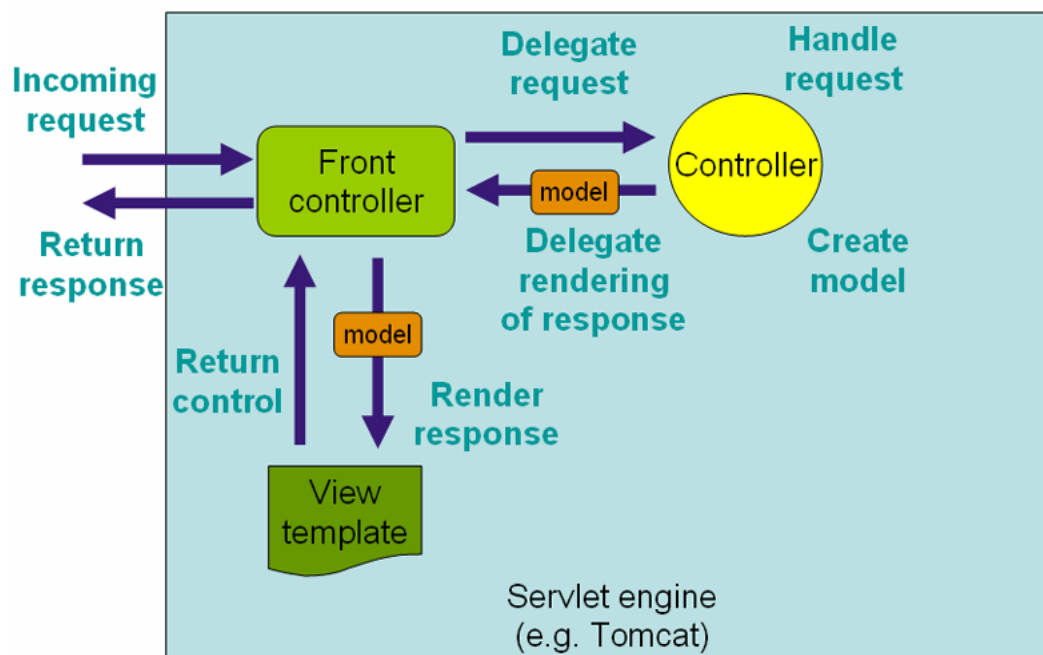 Incoming
request
Return
response
Front
controller
Delegate
request
Handle
request
Controller
model
Delegate
rendering
of response
Create
model
model
Return
control
Render
response
View
template
Servlet engine
(e.g. Tomcat)